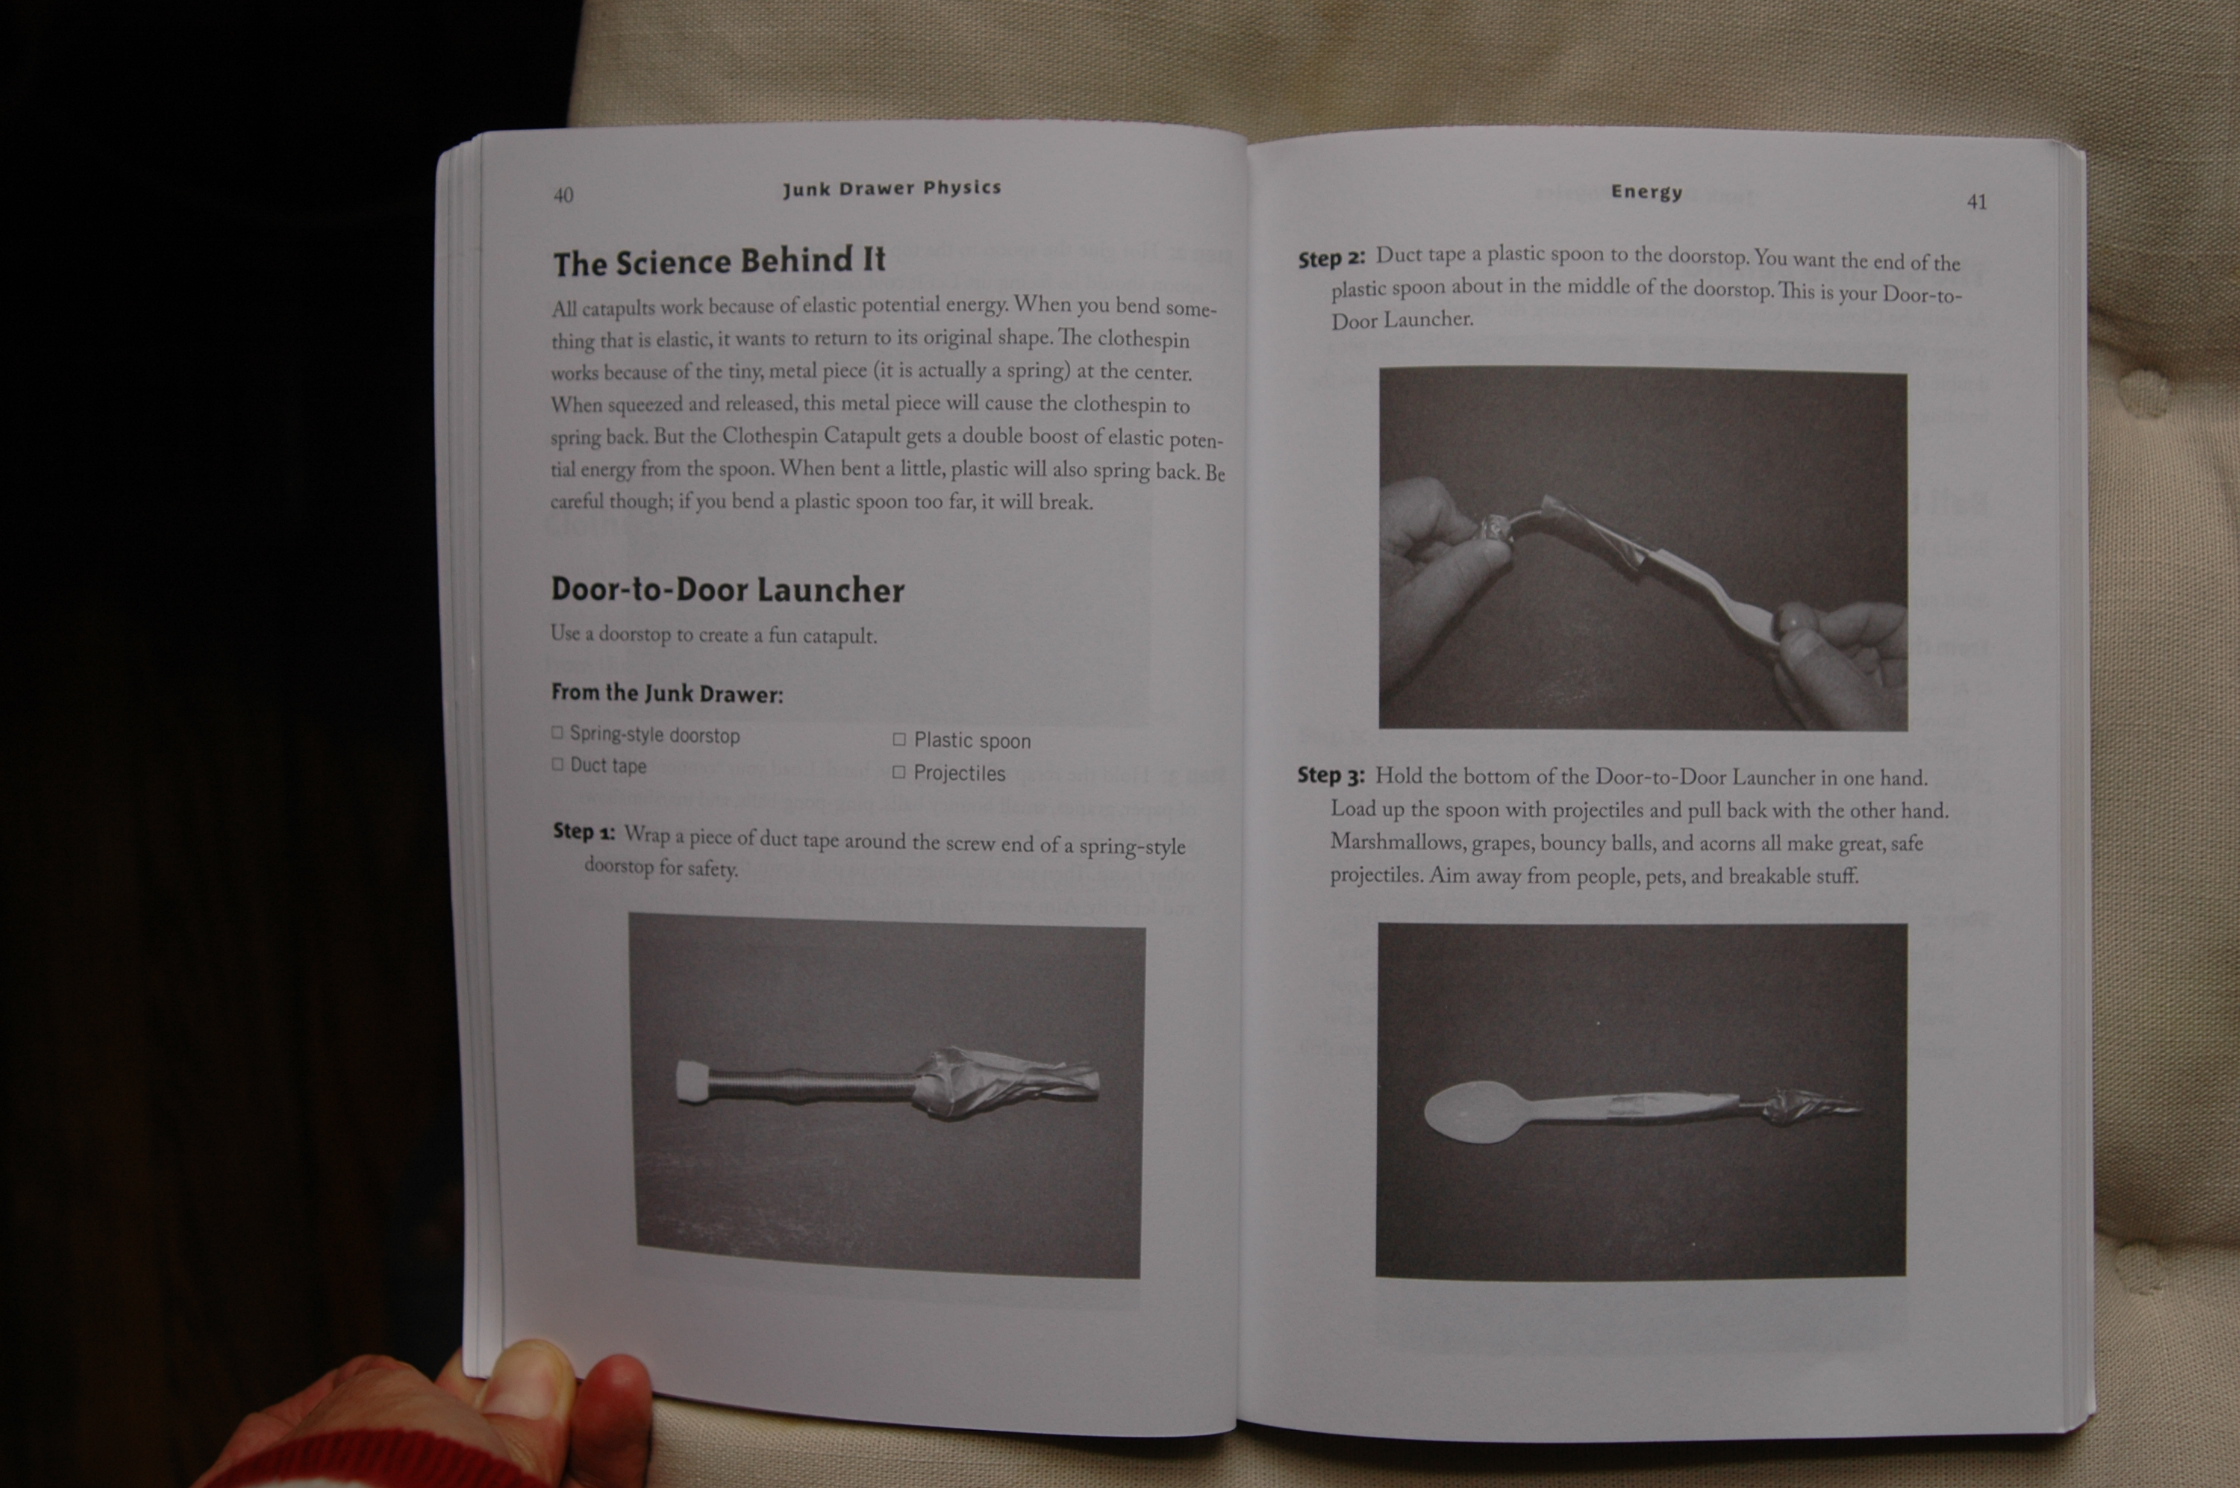 40
Junk Drawer Physics
The Science Behind It
All catapults work because of elastic potential energy. When you bend some-
thing that is elastic, it wants to return to its original shape. The clothespin
works because of the tiny, metal piece (it is actually a spring) at the center.
When squeezed and released, this metal piece will cause the clothespin to
spring back. But the Clothespin Catapult gets a double boost of elastic poten-
tial energy from the spoon. When bent a little, plastic will also spring back. Be
careful though; if you bend a plastic spoon too far, it will break.
Door-to-Door Launcher
Use a doorstop to create a fun catapult.
From the Junk Drawer:
□ Spring-style doorstop
□ Duct tape
□ Plastic spoon
□ Projectiles
Step 1: Wrap a piece of duct tape around the screw end of a spring-style
doorstop for safety.
Energy
41
Step 2: Duct tape a plastic spoon to the doorstop. You want the end of the
plastic spoon about in the middle of the doorstop. This is your Door-to-
Door Launcher.
Step 3: Hold the bottom of the Door-to-Door Launcher in one hand.
Load up the spoon with projectiles and pull back with the other hand.
Marshmallows, grapes, bouncy balls, and acorns all make great, safe
projectiles. Aim away from people, pets, and breakable stuff.